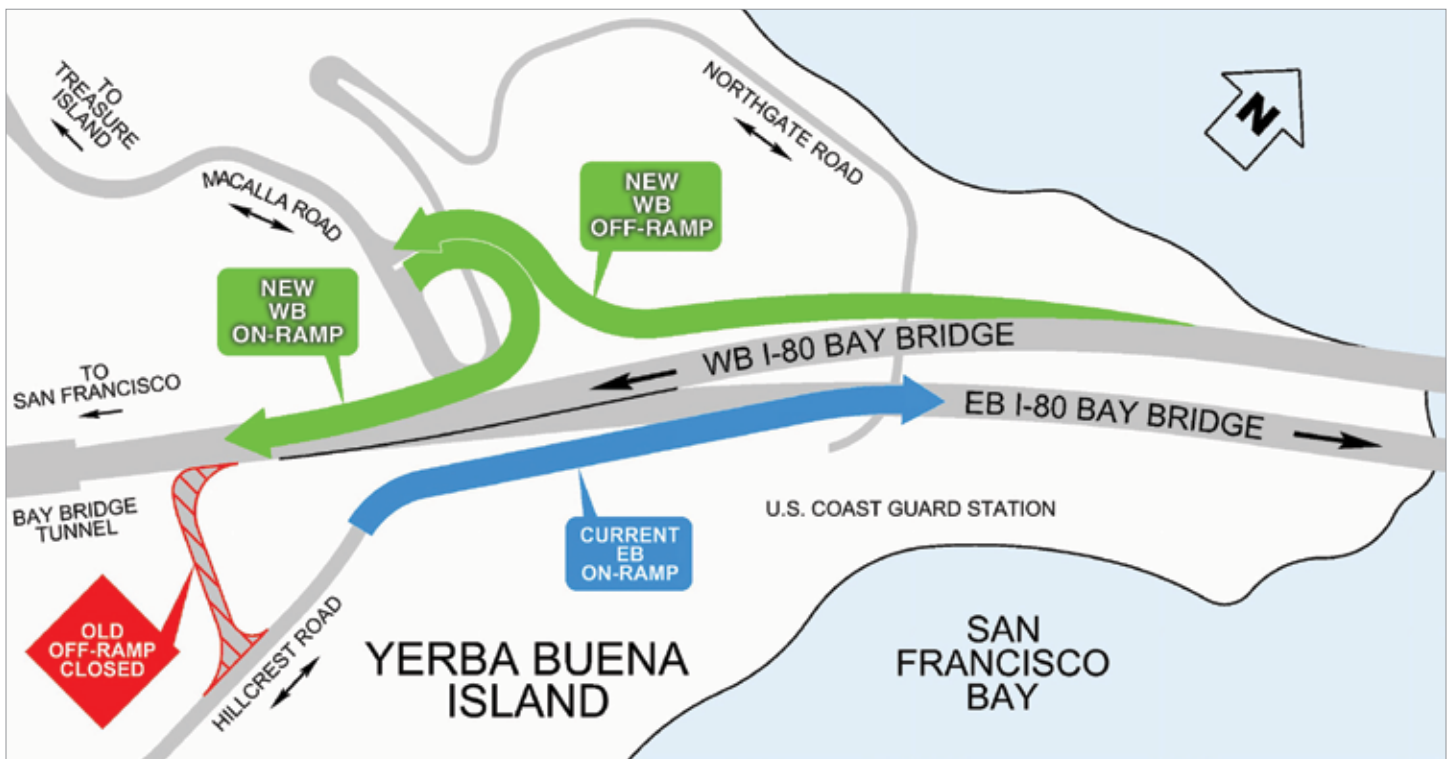 TO
TREASURE
ISLAND
MACALLA ROAD
NORTHGATE ROAD
N
NEW
WB
OFF-RAMP
NEW
WB
ON-RAMP
TO
SAN FRANCISCO
WB I-80 BAY BRIDGE
EB I-80 BAY BRIDGE
BAY BRIDGE
TUNNEL
U.S. COAST GUARD STATION
CURRENT
EB
ON-RAMP
OLD
OFF-RAMP
CLOSED
HILLCREST ROAD
YERBA BUENA
ISLAND
SAN
FRANCISCO
BAY